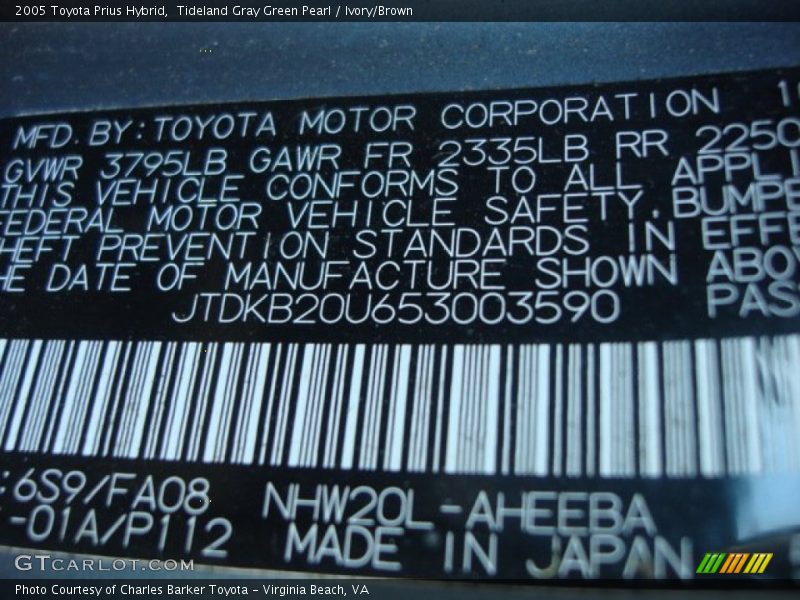 2005 Toyota Prius Hybrid,  Tideland Gray Green Pearl / Ivory/Brown
MFD. BY: TOYOTA MOTOR CORPORATION
GVWR 3795LB GAWR FR 2335LB RR 2250
THIS VEHICLE CONFORMS TO ALL APPLI
FEDERAL MOTOR VEHICLE SAFETY, BUMPE
HEFT PREVENTION STANDARDS IN EFFE
HE DATE OF MANUFACTURE SHOWN ABOV
JTDKB20U653003590 PAS
:6S9/FA08 NHW20L-AHEEBA
-01A/P112 MADE IN JAPAN
GTCARLOT.COM
Photo Courtesy of Charles Barker Toyota - Virginia Beach, VA